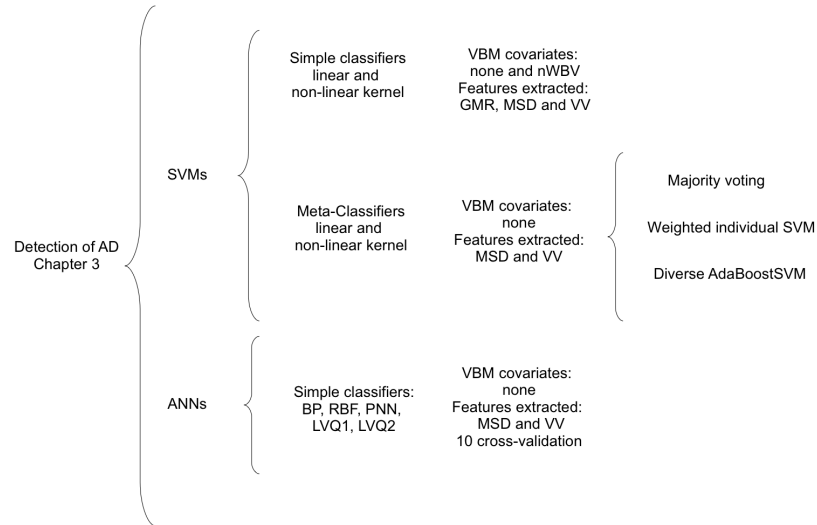 Detection of AD
Chapter 3
SVMs
Simple classifiers
linear and
non-linear kernel
VBM covariates:
none and nWBV
Features extracted:
GMR, MSD and VV
Meta-Classifiers
linear and
non-linear kernel
VBM covariates:
none
Features extracted:
MSD and VV
Majority voting
Weighted individual SVM
Diverse AdaBoostSVM
ANNs
Simple classifiers:
BP, RBF, PNN,
LVQ1, LVQ2
VBM covariates:
none
Features extracted:
MSD and VV
10 cross-validation